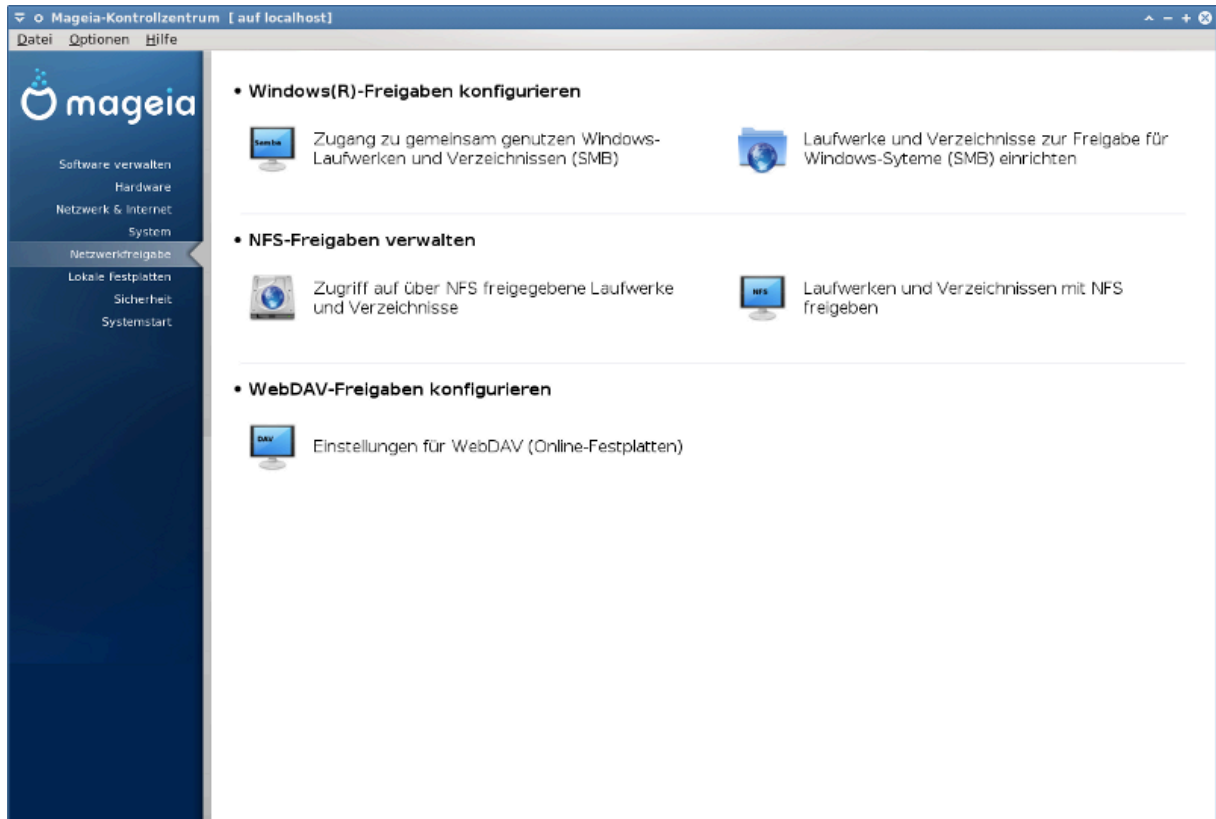 Mageia-Kontrollzentrum [ auf localhost]
Datei Optionen Hilfe
mageia
Software verwalten
Hardware
Netzwerk & Internet
System
Netzwerkfreigabe
Lokale Festplatten
Sicherheit
Systemstart
• Windows(R)-Freigaben konfigurieren
Samba
Zugang zu gemeinsam genutzen Windows-
Laufwerken und Verzeichnissen (SMB)
Laufwerke und Verzeichnisse zur Freigabe für
Windows-Syteme (SMB) einrichten
• NFS-Freigaben verwalten
Zugriff auf über NFS freigegebene Laufwerke
und Verzeichnisse
NFS
Laufwerken und Verzeichnissen mit NFS
freigeben
• WebDAV-Freigaben konfigurieren
DAV
Einstellungen für WebDAV (Online-Festplatten)